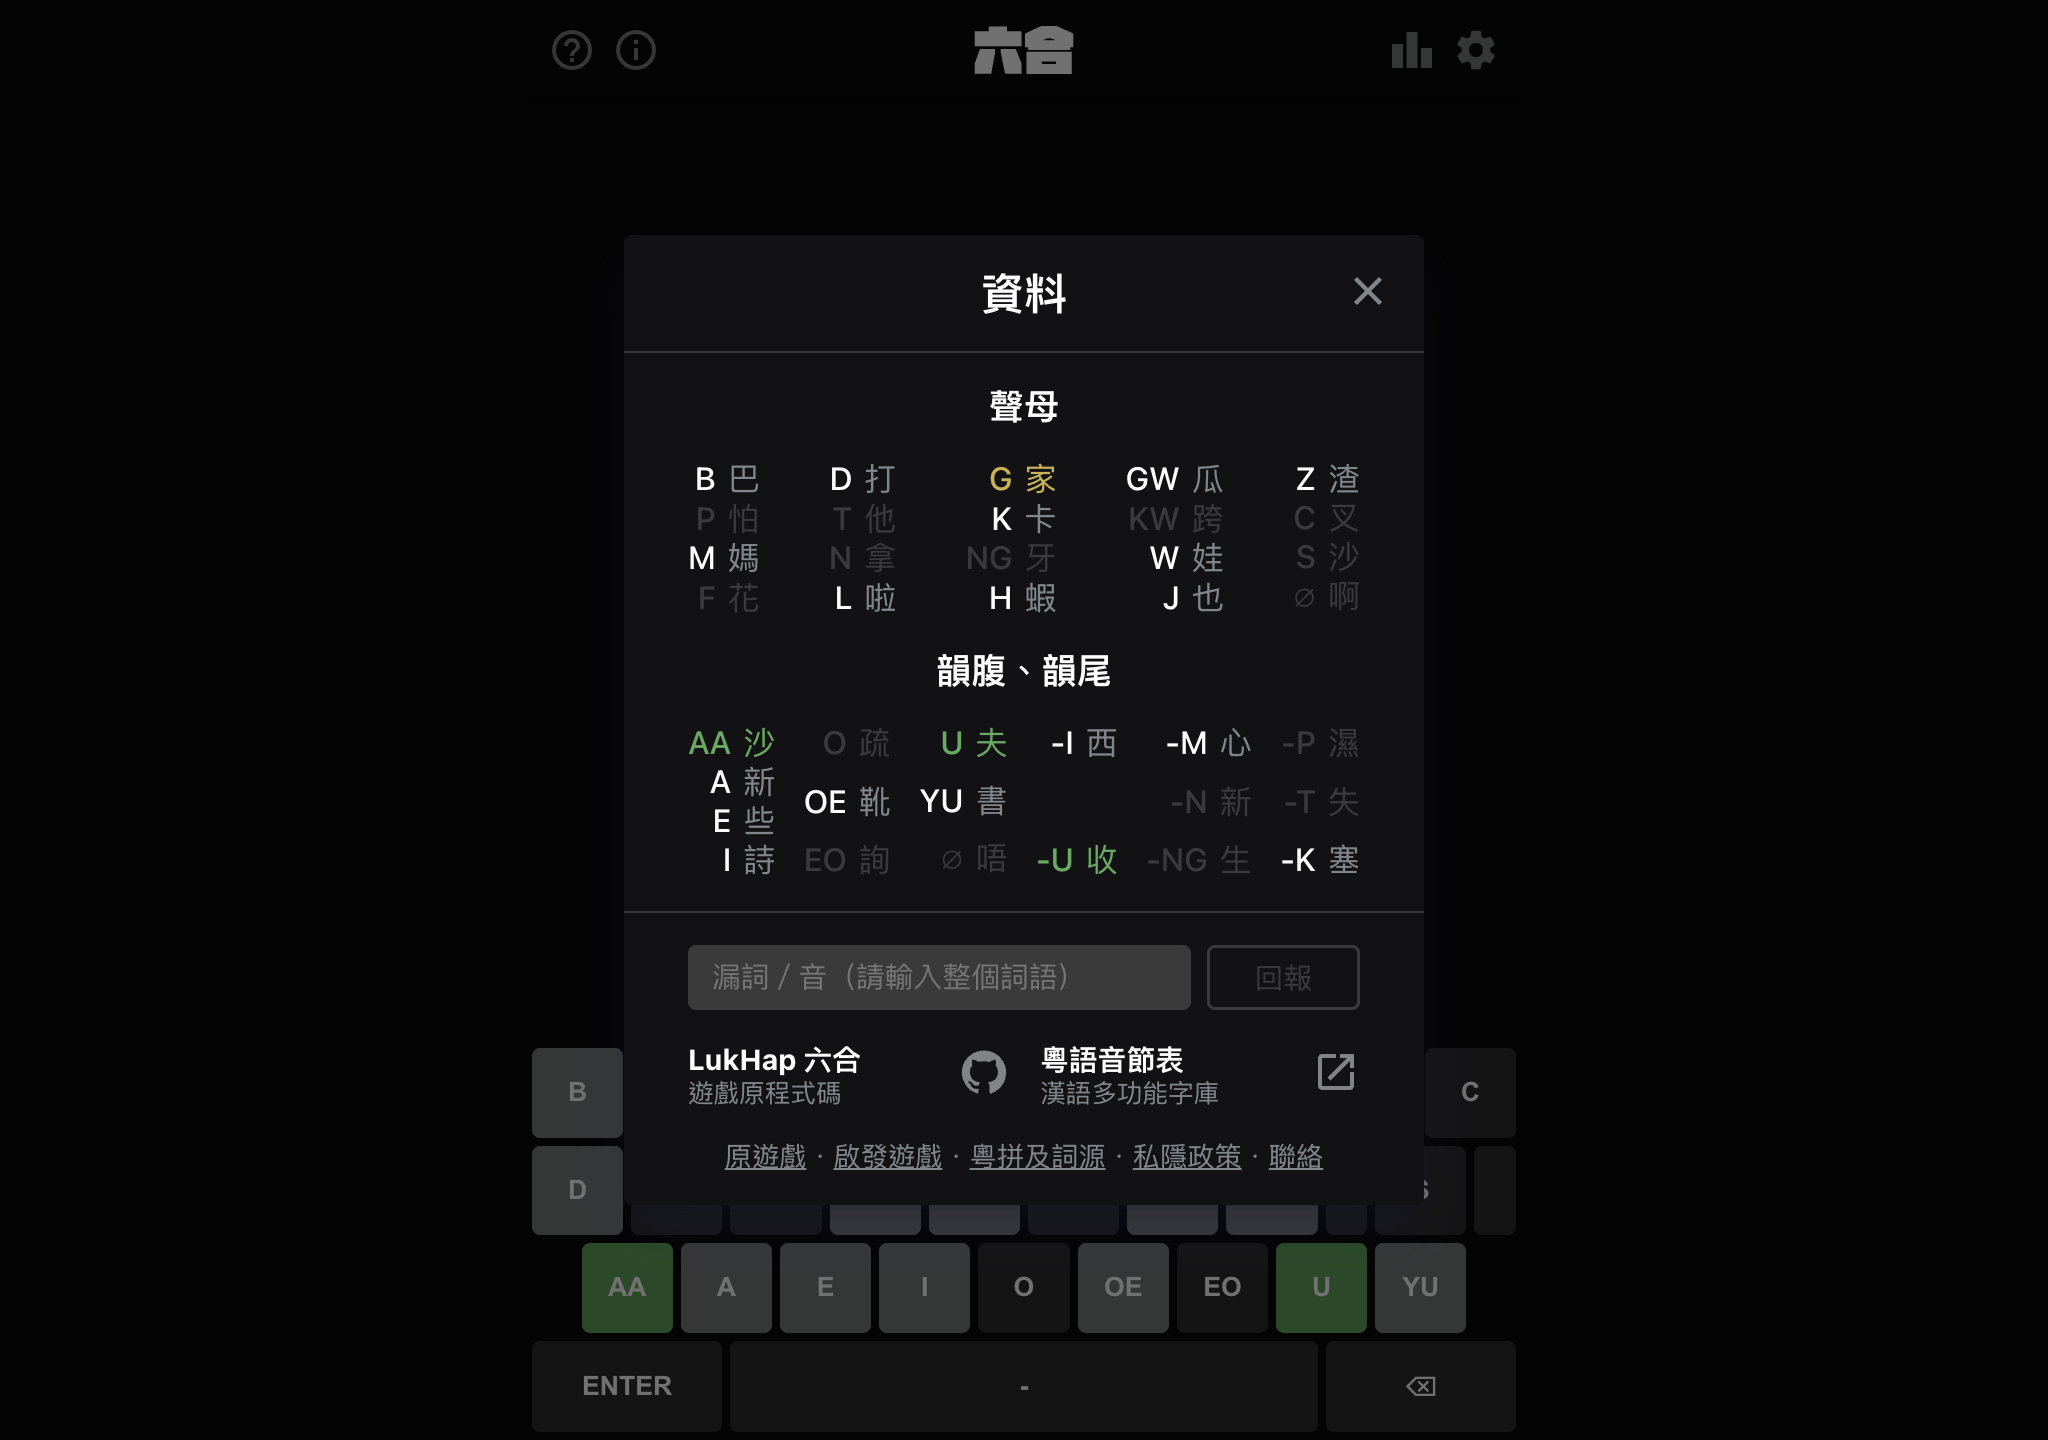 六合
資料
聲母
B 巴 D 打 G 家 GW 瓜 Z 渣
P 怕 T 他 K 卡 KW 跨 C 叉
M 媽 N 拿 NG 牙 W 娃 S 沙
F 花 L 啦 H 蝦 J 也 ∅ 啊
韻腹、韻尾
AA 沙 O 疏 U 夫 -I 西 -M 心 -P 濕
A 新
OE 靴 YU 書 -N 新 -T 失
E 些
I 詩 EO 詢 ∅ 唔 -U 收 -NG 生 -K 塞
漏詞 / 音（請輸入整個詞語） 回報
LukHap 六合 粵語音節表
遊戲原程式碼 漢語多功能字庫
原遊戲 · 啟發遊戲 · 粵拼及詞源 · 私隱政策 · 聯絡
B C
D S
AA A E I O OE EO U YU
ENTER -